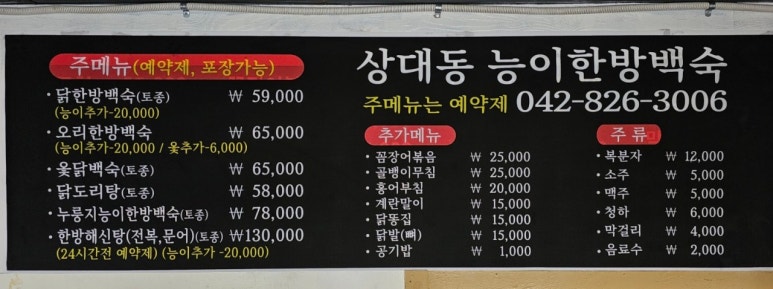 주메뉴(예약제, 포장가능)
· 닭한방백숙(토종) ₩ 59,000
(능이추가-20,000)
· 오리한방백숙 ₩ 65,000
(능이추가-20,000 / 옻추가-6,000)
· 옻닭백숙(토종) ₩ 65,000
· 닭도리탕(토종) ₩ 58,000
· 누룽지능이한방백숙(토종) ₩ 78,000
· 한방해신탕(전복,문어)(토종) ₩130,000
(24시간전 예약제) (능이추가 -20,000)
상대동 능이한방백숙
주메뉴는 예약제 042-826-3006
추가메뉴
· 꼼장어볶음 ₩ 25,000
· 골뱅이무침 ₩ 25,000
· 홍어부침 ₩ 20,000
· 계란말이 ₩ 15,000
· 닭똥집 ₩ 15,000
· 닭발(뼈) ₩ 15,000
· 공기밥 ₩ 1,000
주 류
· 복분자 ₩ 12,000
· 소주 ₩ 5,000
· 맥주 ₩ 5,000
· 청하 ₩ 6,000
· 막걸리 ₩ 4,000
· 음료수 ₩ 2,000